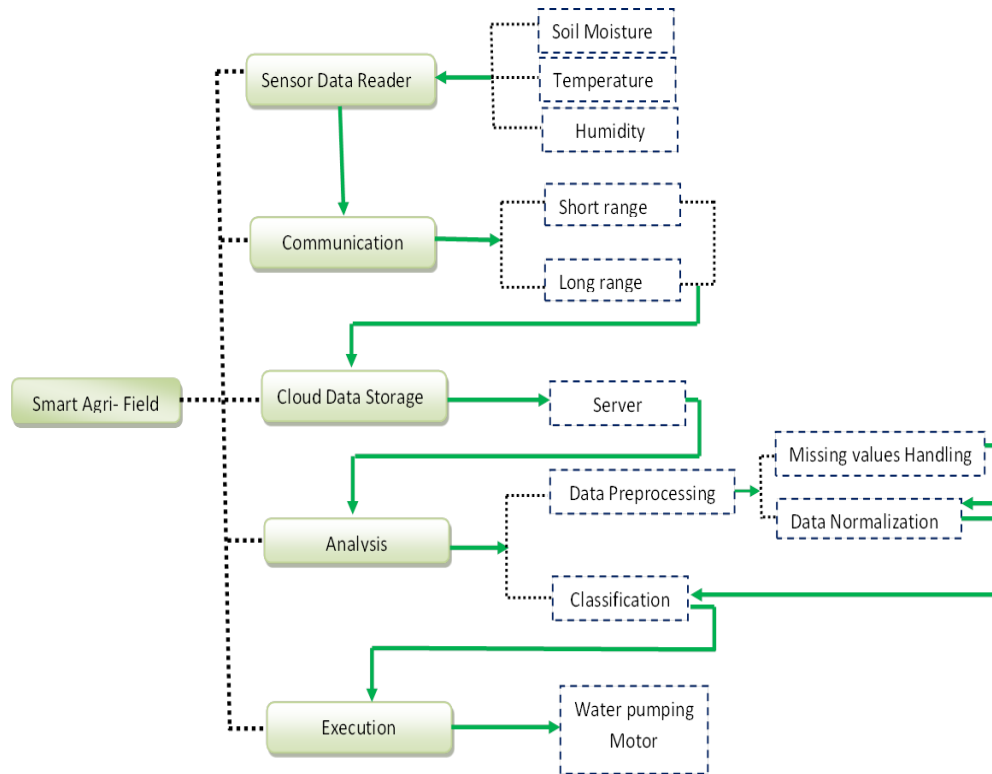 Soil Moisture
Sensor Data Reader
Temperature
Humidity
Short range
Communication
Long range
Smart Agri- Field
Cloud Data Storage
Server
Missing values Handling
Data Preprocessing
Data Normalization
Analysis
Classification
Execution
Water pumping
Motor